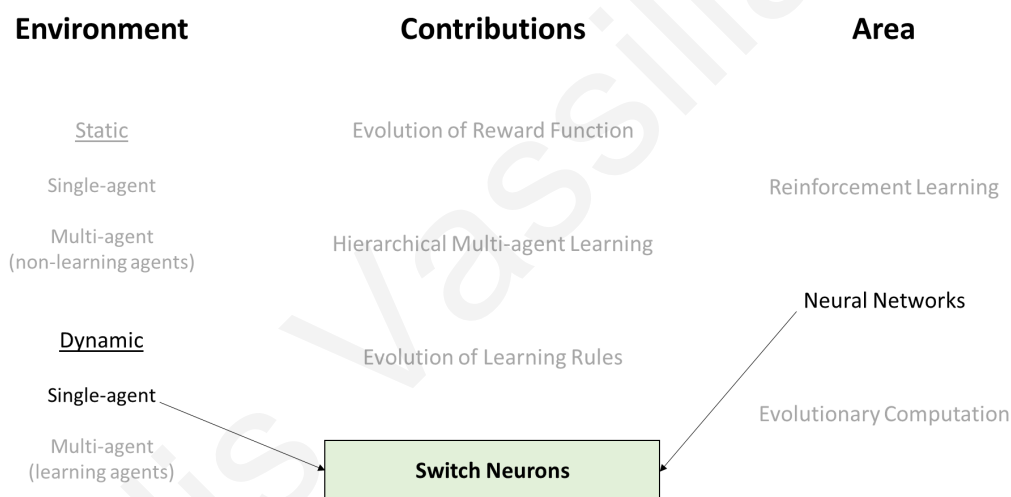 Environment
Contributions
Area
Static
Evolution of Reward Function
Single-agent
Reinforcement Learning
Multi-agent
(non-learning agents)
Hierarchical Multi-agent Learning
Neural Networks
Dynamic
Evolution of Learning Rules
Single-agent
Evolutionary Computation
Multi-agent
(learning agents)
Switch Neurons